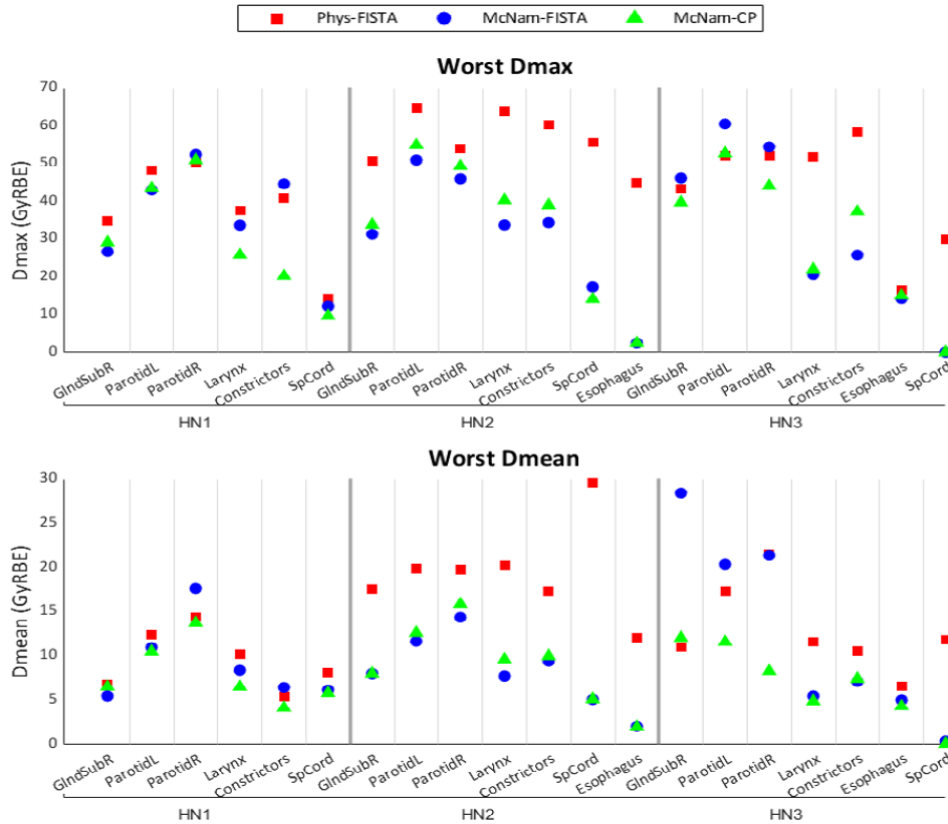 Phys-FISTA McNam-FISTA McNam-CP
Worst Dmax
Dmax (GyRBE)
70
60
50
40
30
20
10
0
GlndSubR ParotidL ParotidR Larynx Constrictors SpCord GlndSubR ParotidL ParotidR Larynx Constrictors SpCord Esophagus GlndSubR ParotidL ParotidR Larynx Constrictors Esophagus SpCord
HN1 HN2 HN3
Worst Dmean
Dmean (GyRBE)
30
25
20
15
10
5
0
GlndSubR ParotidL ParotidR Larynx Constrictors SpCord GlndSubR ParotidL ParotidR Larynx Constrictors SpCord Esophagus GlndSubR ParotidL ParotidR Larynx Constrictors Esophagus SpCord
HN1 HN2 HN3